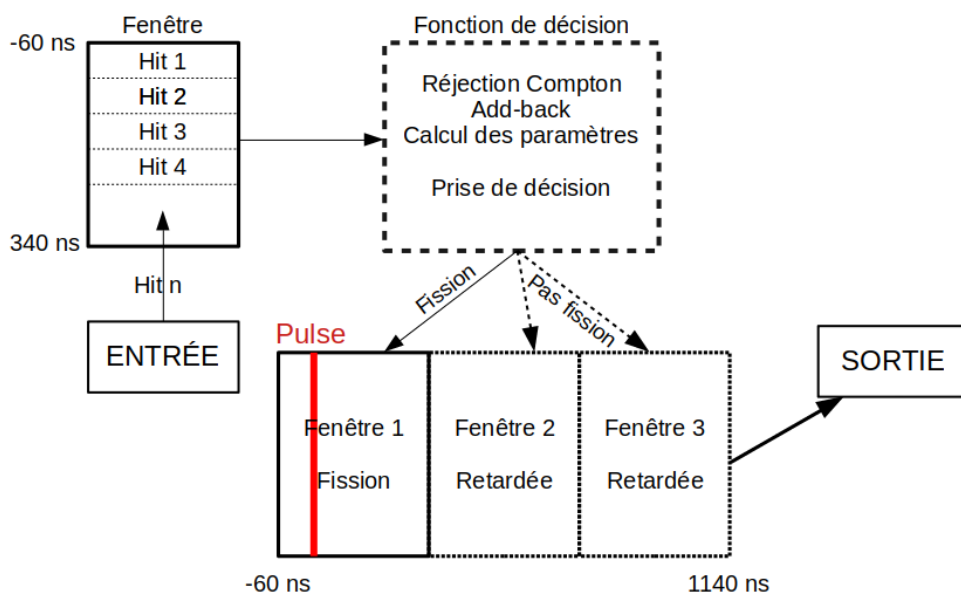 Fenêtre
-60 ns
Hit 1
Hit 2
Hit 3
Hit 4
340 ns
Hit n
ENTRÉE
Fonction de décision
Réjection Compton
Add-back
Calcul des paramètres
Prise de décision
Fission
Pas fission
Pulse
Fenêtre 1
Fission
Fenêtre 2
Retardée
Fenêtre 3
Retardée
-60 ns
1140 ns
SORTIE